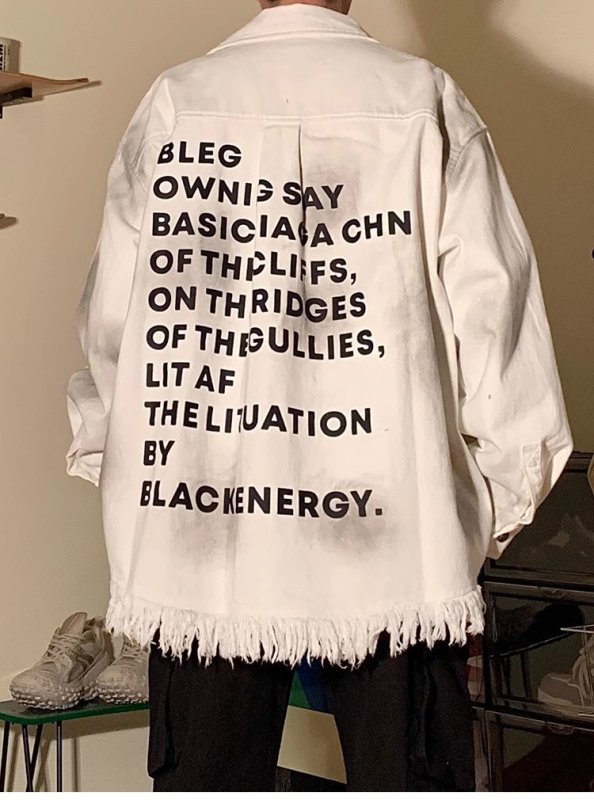 BLEG
OWNIG SAY
BASICIAGA CHN
OF THCLIFFS,
ON THRIDGES
OF THEGULLIES,
LIT AF
THE LITUATION
BY
BLACKENERGY.